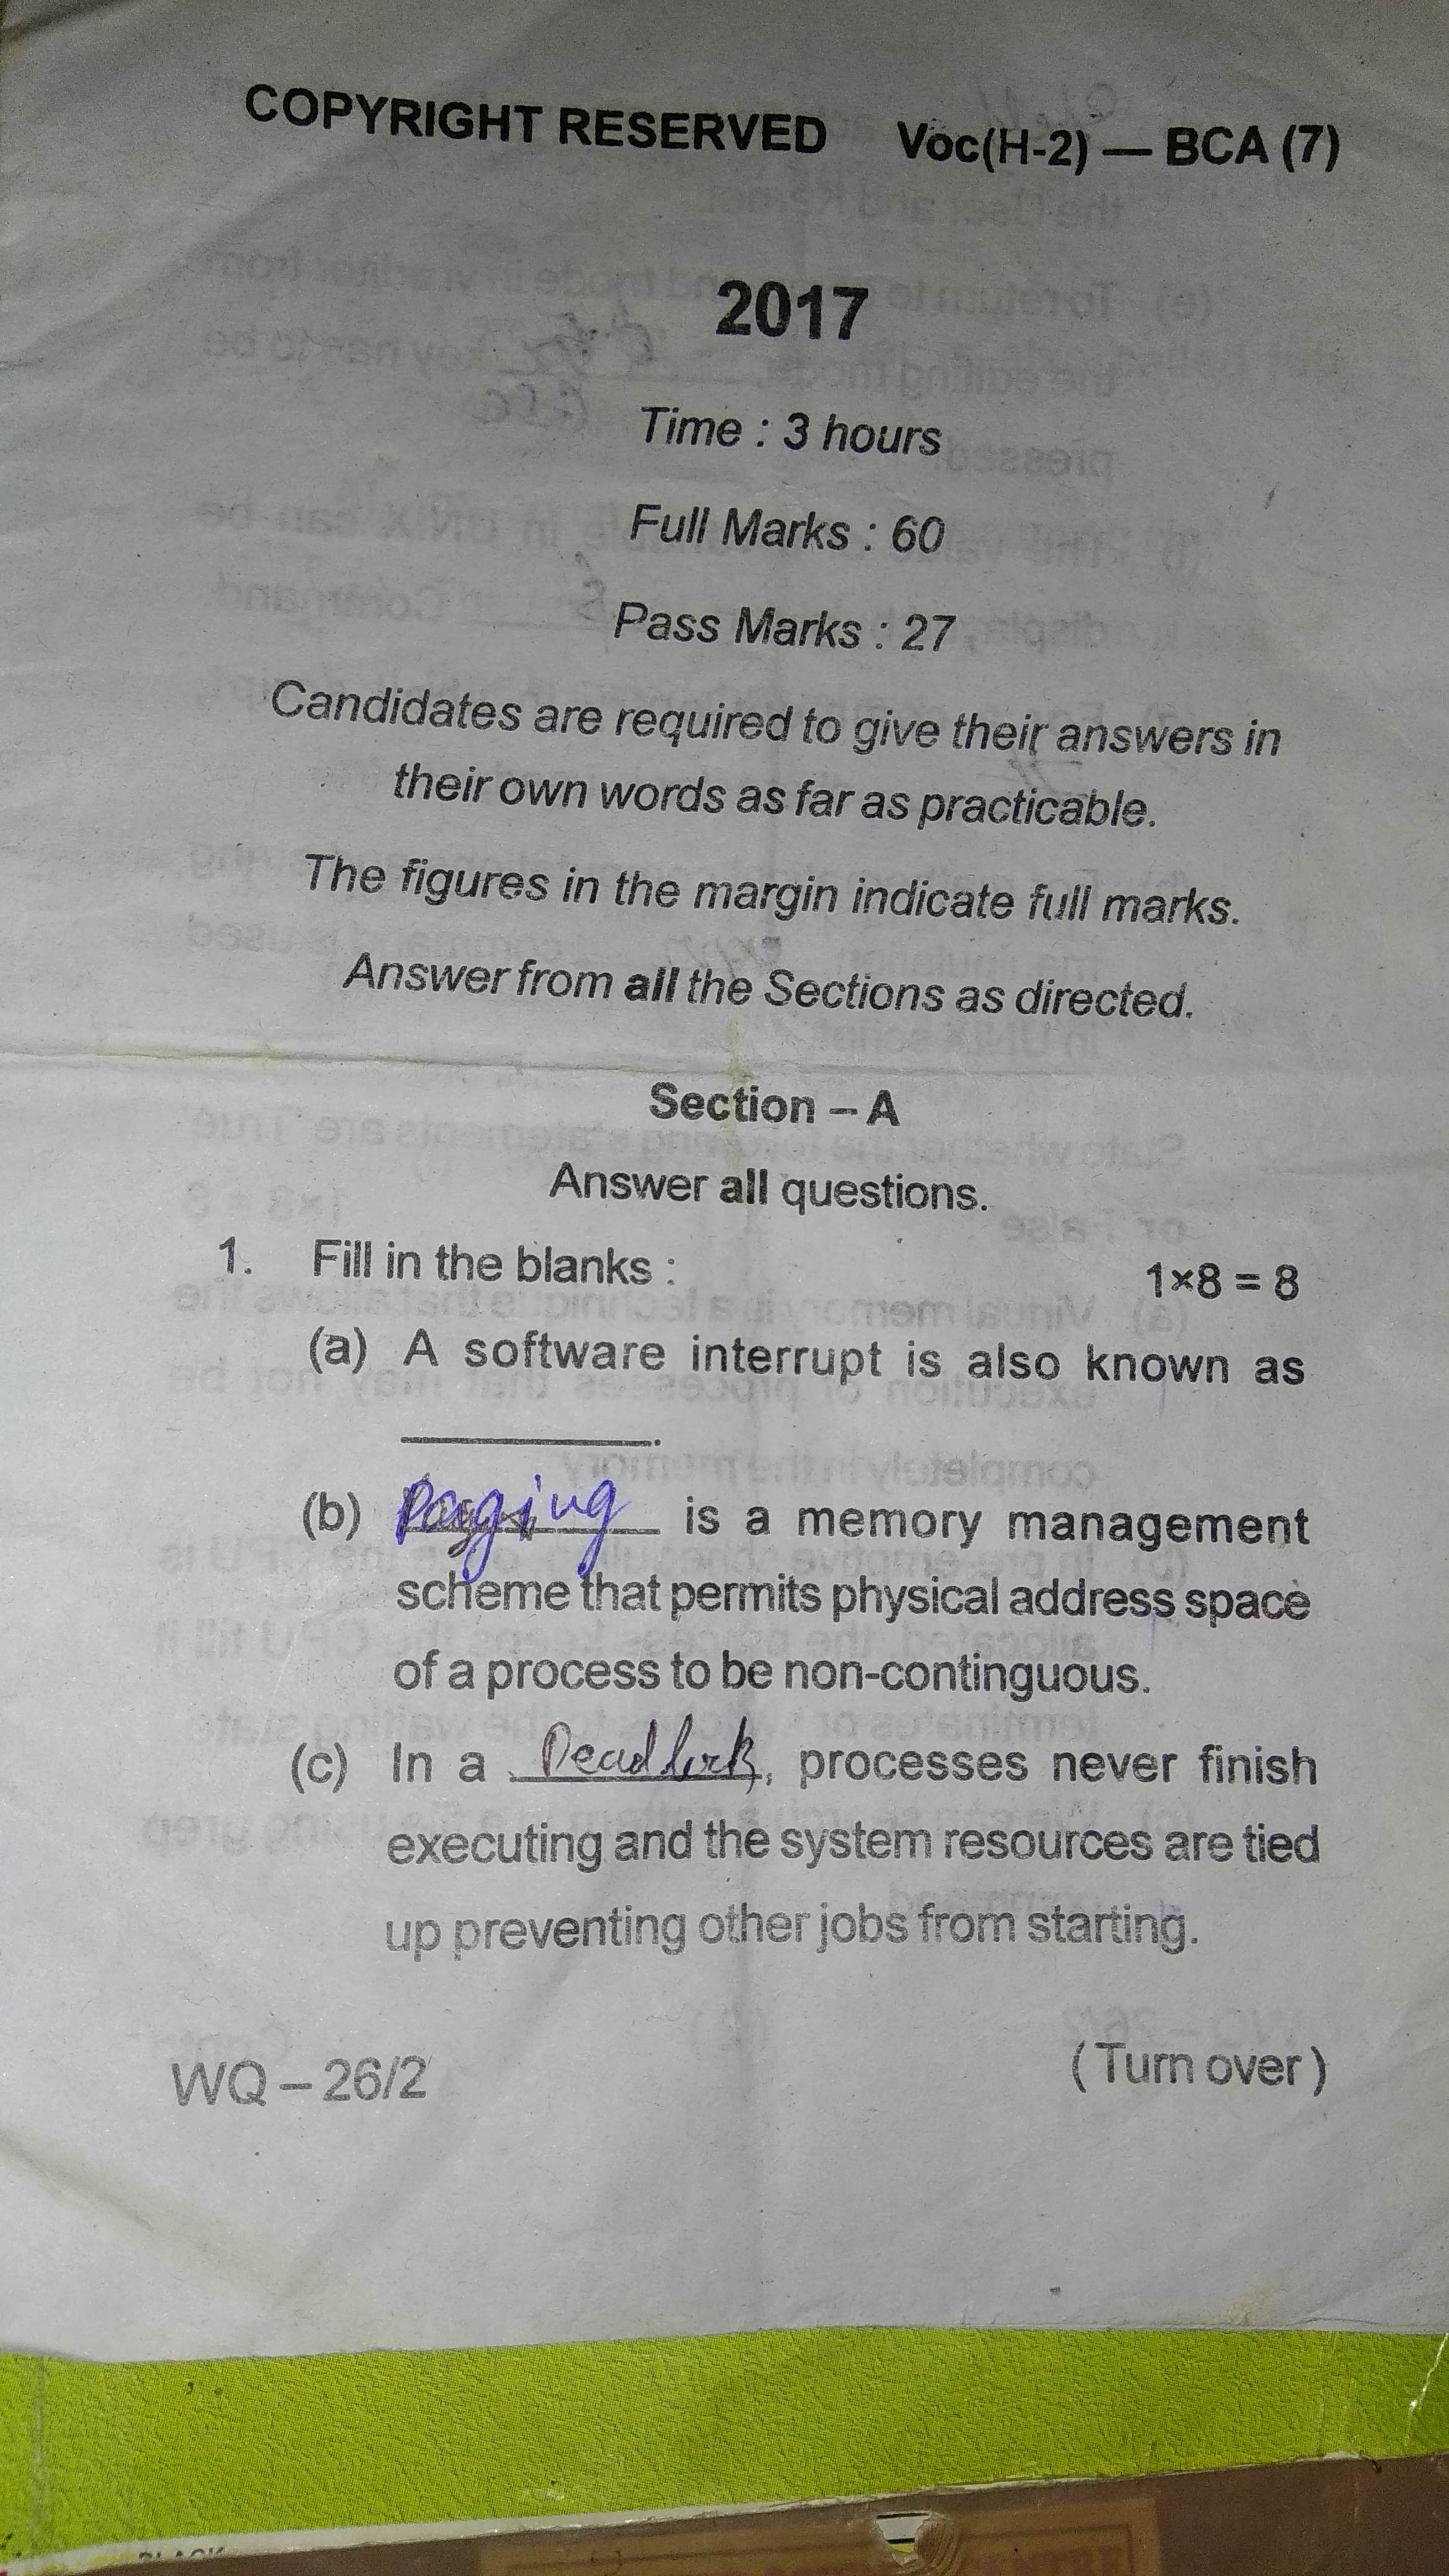 COPYRIGHT RESERVED Voc(H-2) — BCA (7)
2017
Time : 3 hours
Full Marks : 60
Pass Marks : 27
Candidates are required to give their answers in
their own words as far as practicable.
The figures in the margin indicate full marks.
Answer from all the Sections as directed.
Section – A
Answer all questions.
1. Fill in the blanks : 1×8 = 8
(a) A software interrupt is also known as
________.
(b) Paging is a memory management
scheme that permits physical address space
of a process to be non-continguous.
(c) In a Deadlock, processes never finish
executing and the system resources are tied
up preventing other jobs from starting.
WQ – 26/2 (Turn over)
BLACK